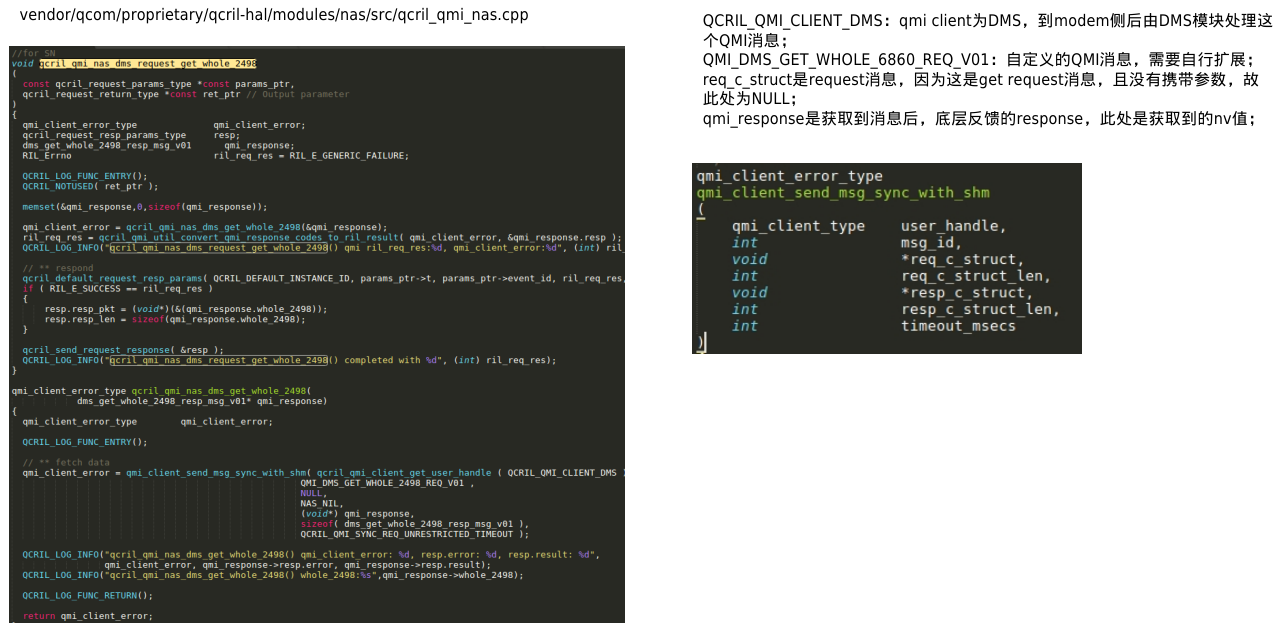 vendor/qcom/proprietary/qcril-hal/modules/nas/src/qcril_qmi_nas.cpp
//for SN
void qcril_qmi_nas_dms_request_get_whole_2498
(
const qcril_request_params_type *const params_ptr,
qcril_request_return_type *const ret_ptr // Output parameter
)
{
qmi_client_error_type qmi_client_error;
qcril_request_resp_params_type resp;
dms_get_whole_2498_resp_msg_v01 qmi_response;
RIL_Errno ril_req_res = RIL_E_GENERIC_FAILURE;
QCRIL_LOG_FUNC_ENTRY();
QCRIL_NOTUSED( ret_ptr );
memset(&qmi_response,0,sizeof(qmi_response));
qmi_client_error = qcril_qmi_nas_dms_get_whole_2498(&qmi_response);
ril_req_res = qcril_qmi_util_convert_qmi_response_codes_to_ril_result( qmi_client_error, &qmi_response.resp );
QCRIL_LOG_INFO("qcril_qmi_nas_dms_request_get_whole_2498() qmi ril_req_res:%d, qmi_client_error:%d", (int) ril_
// ** respond
qcril_default_request_resp_params( QCRIL_DEFAULT_INSTANCE_ID, params_ptr->t, params_ptr->event_id, ril_req_res,
if ( RIL_E_SUCCESS == ril_req_res )
{
resp.resp_pkt = (void*)(&(qmi_response.whole_2498));
resp.resp_len = sizeof(qmi_response.whole_2498);
}
qcril_send_request_response( &resp );
QCRIL_LOG_INFO("qcril_qmi_nas_dms_request_get_whole_2498() completed with %d", (int) ril_req_res);
}
qmi_client_error_type qcril_qmi_nas_dms_get_whole_2498(
dms_get_whole_2498_resp_msg_v01* qmi_response)
{
qmi_client_error_type qmi_client_error;
QCRIL_LOG_FUNC_ENTRY();
// ** fetch data
qmi_client_error = qmi_client_send_msg_sync_with_shm( qcril_qmi_client_get_user_handle ( QCRIL_QMI_CLIENT_DMS )
QMI_DMS_GET_WHOLE_2498_REQ_V01 ,
NULL,
NAS_NIL,
(void*) qmi_response,
sizeof( dms_get_whole_2498_resp_msg_v01 ),
QCRIL_QMI_SYNC_REQ_UNRESTRICTED_TIMEOUT );
QCRIL_LOG_INFO("qcril_qmi_nas_dms_get_whole_2498() qmi_client_error: %d, resp.error: %d, resp.result: %d",
qmi_client_error, qmi_response->resp.error, qmi_response->resp.result);
QCRIL_LOG_INFO("qcril_qmi_nas_dms_get_whole_2498() whole_2498:%s",qmi_response->whole_2498);
QCRIL_LOG_FUNC_RETURN();
return qmi_client_error;
QCRIL_QMI_CLIENT_DMS：qmi client为DMS，到modem侧后由DMS模块处理这
个QMI消息；
QMI_DMS_GET_WHOLE_6860_REQ_V01：自定义的QMI消息，需要自行扩展；
req_c_struct是request消息，因为这是get request消息，且没有携带参数，故
此处为NULL；
qmi_response是获取到消息后，底层反馈的response，此处是获取到的nv值；
qmi_client_error_type
qmi_client_send_msg_sync_with_shm
(
qmi_client_type user_handle,
int msg_id,
void *req_c_struct,
int req_c_struct_len,
void *resp_c_struct,
int resp_c_struct_len,
int timeout_msecs
)